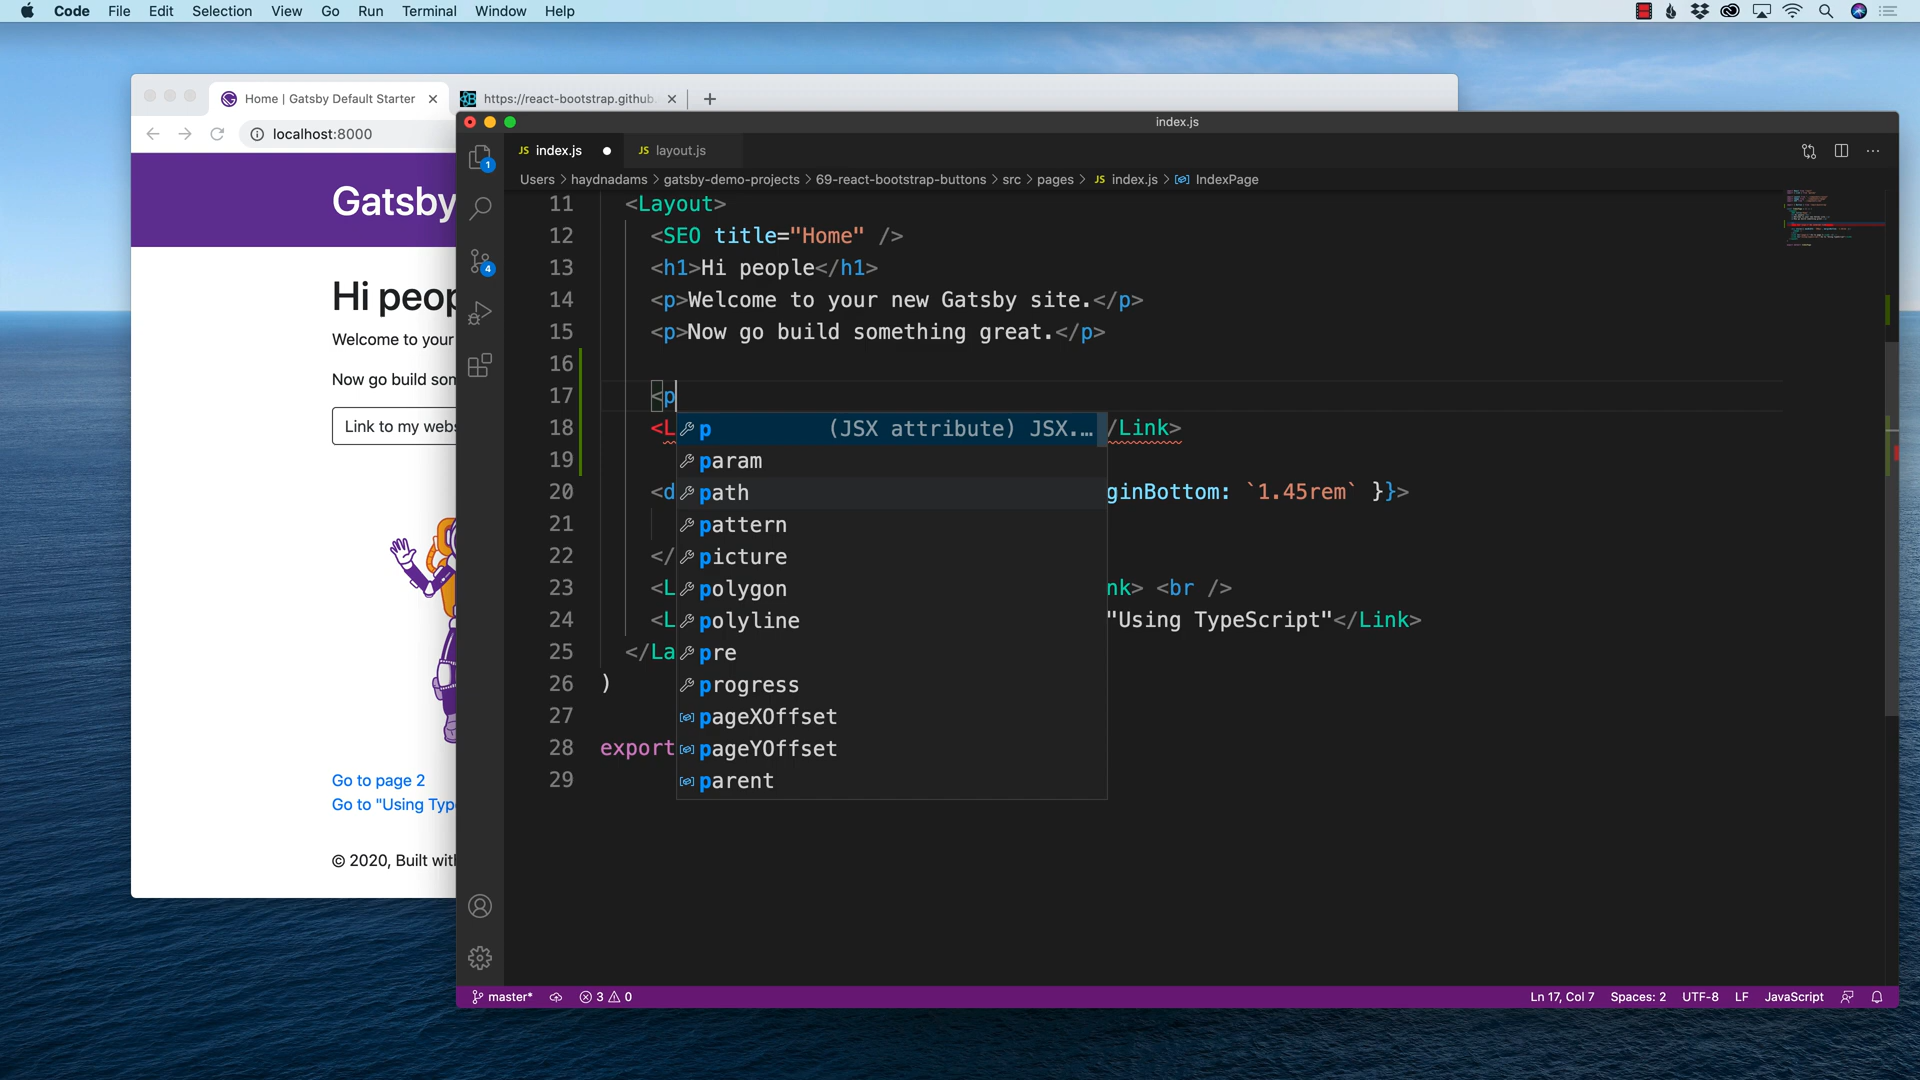 Code File Edit Selection View Go Run Terminal Window Help
Home | Gatsby Default Starter
https://react-bootstrap.github.
localhost:8000
Gatsby
Hi peop
Welcome to your
Now go build som
Link to my webs
Go to page 2
Go to "Using Typ
© 2020, Built with
index.js
JS index.js
JS layout.js
Users > haydnadams > gatsby-demo-projects > 69-react-bootstrap-buttons > src > pages > JS index.js > IndexPage
1
4
11 <Layout>
12 <SEO title="Home" />
13 <h1>Hi people</h1>
14 <p>Welcome to your new Gatsby site.</p>
15 <p>Now go build something great.</p>
16
17 <p
18 <L /Link>
19
20 <d ginBottom: `1.45rem` }}>
21
22 </
23 <L nk> <br />
24 <L "Using TypeScript"</Link>
25 </La
26 )
27
28 export
29
p (JSX attribute) JSX.…
param
path
pattern
picture
polygon
polyline
pre
progress
pageXOffset
pageYOffset
parent
master* 3 0
Ln 17, Col 7 Spaces: 2 UTF-8 LF JavaScript